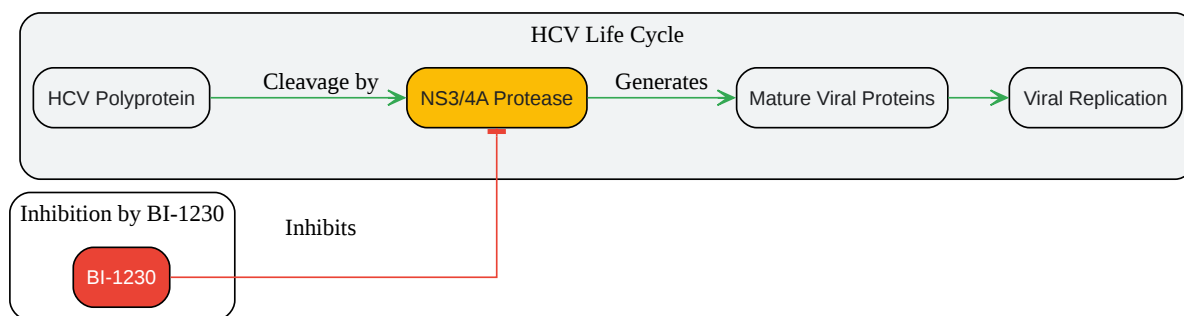 HCV Life Cycle
HCV Polyprotein
Cleavage by
NS3/4A Protease
Generates
Mature Viral Proteins
Viral Replication
Inhibition by BI-1230
Inhibits
BI-1230